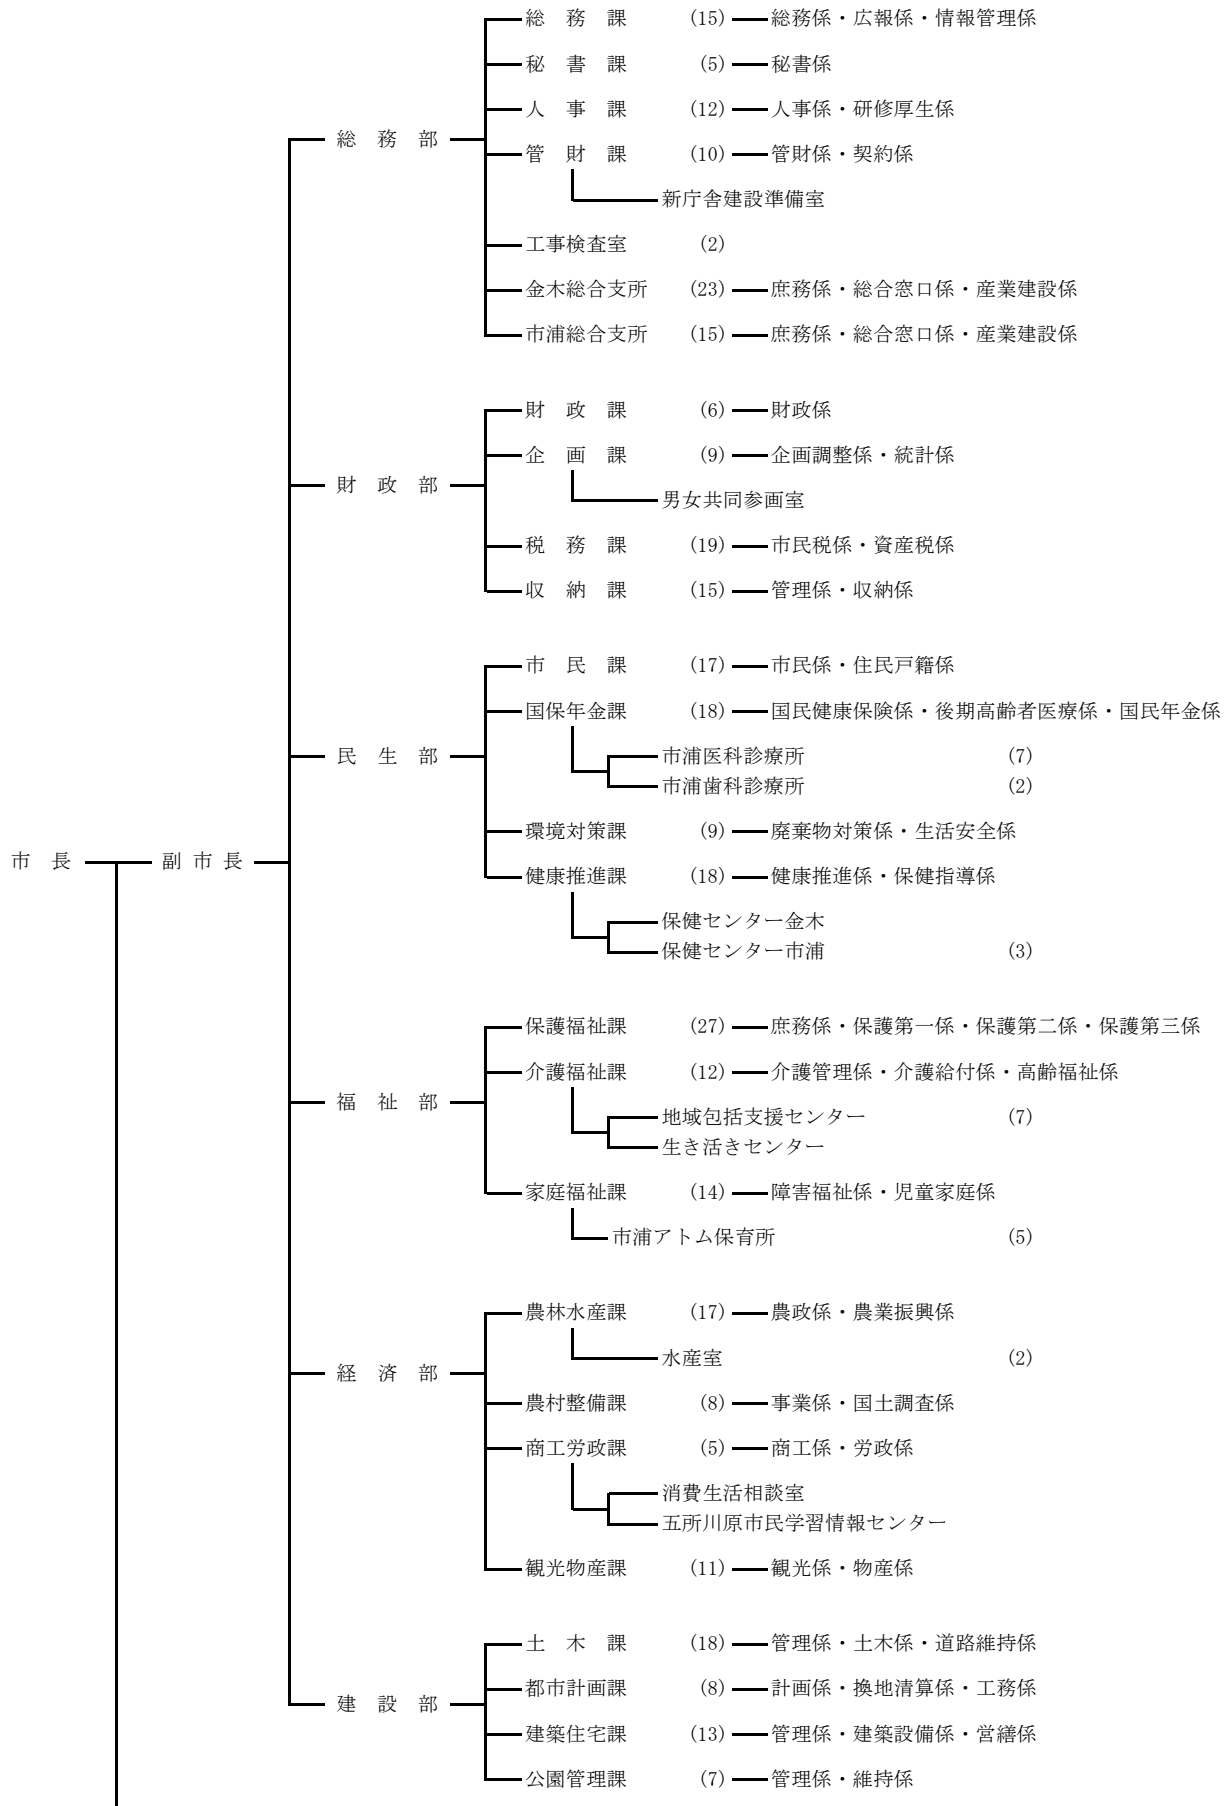 総務課 (15) 総務係・広報係・情報管理係
秘書課 (5) 秘書係
人事課 (12) 人事係・研修厚生係
総務部
管財課 (10) 管財係・契約係
新庁舎建設準備室
工事検査室 (2)
金木総合支所 (23) 庶務係・総合窓口係・産業建設係
市浦総合支所 (15) 庶務係・総合窓口係・産業建設係
財政課 (6) 財政係
企画課 (9) 企画調整係・統計係
財政部
男女共同参画室
税務課 (19) 市民税係・資産税係
収納課 (15) 管理係・収納係
市民課 (17) 市民係・住民戸籍係
国保年金課 (18) 国民健康保険係・後期高齢者医療係・国民年金係
民生部
市浦医科診療所 (7)
市浦歯科診療所 (2)
環境対策課 (9) 廃棄物対策係・生活安全係
市長 副市長
健康推進課 (18) 健康推進係・保健指導係
保健センター金木
保健センター市浦 (3)
保護福祉課 (27) 庶務係・保護第一係・保護第二係・保護第三係
介護福祉課 (12) 介護管理係・介護給付係・高齢福祉係
福祉部
地域包括支援センター (7)
生き活きセンター
家庭福祉課 (14) 障害福祉係・児童家庭係
市浦アトム保育所 (5)
農林水産課 (17) 農政係・農業振興係
水産室 (2)
経済部
農村整備課 (8) 事業係・国土調査係
商工労政課 (5) 商工係・労政係
消費生活相談室
五所川原市民学習情報センター
観光物産課 (11) 観光係・物産係
土木課 (18) 管理係・土木係・道路維持係
都市計画課 (8) 計画係・換地清算係・工務係
建設部
建築住宅課 (13) 管理係・建築設備係・営繕係
公園管理課 (7) 管理係・維持係